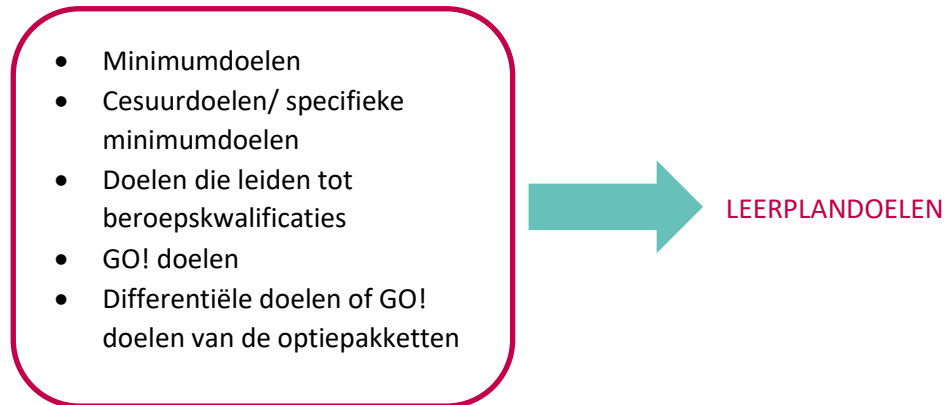 • Minimumdoelen
• Cesuurdoelen/ specifieke
minimumdoelen
• Doelen die leiden tot
beroepskwalificaties
• GO! doelen
• Differentiële doelen of GO!
doelen van de optiepakketten
LEERPLANDOELEN